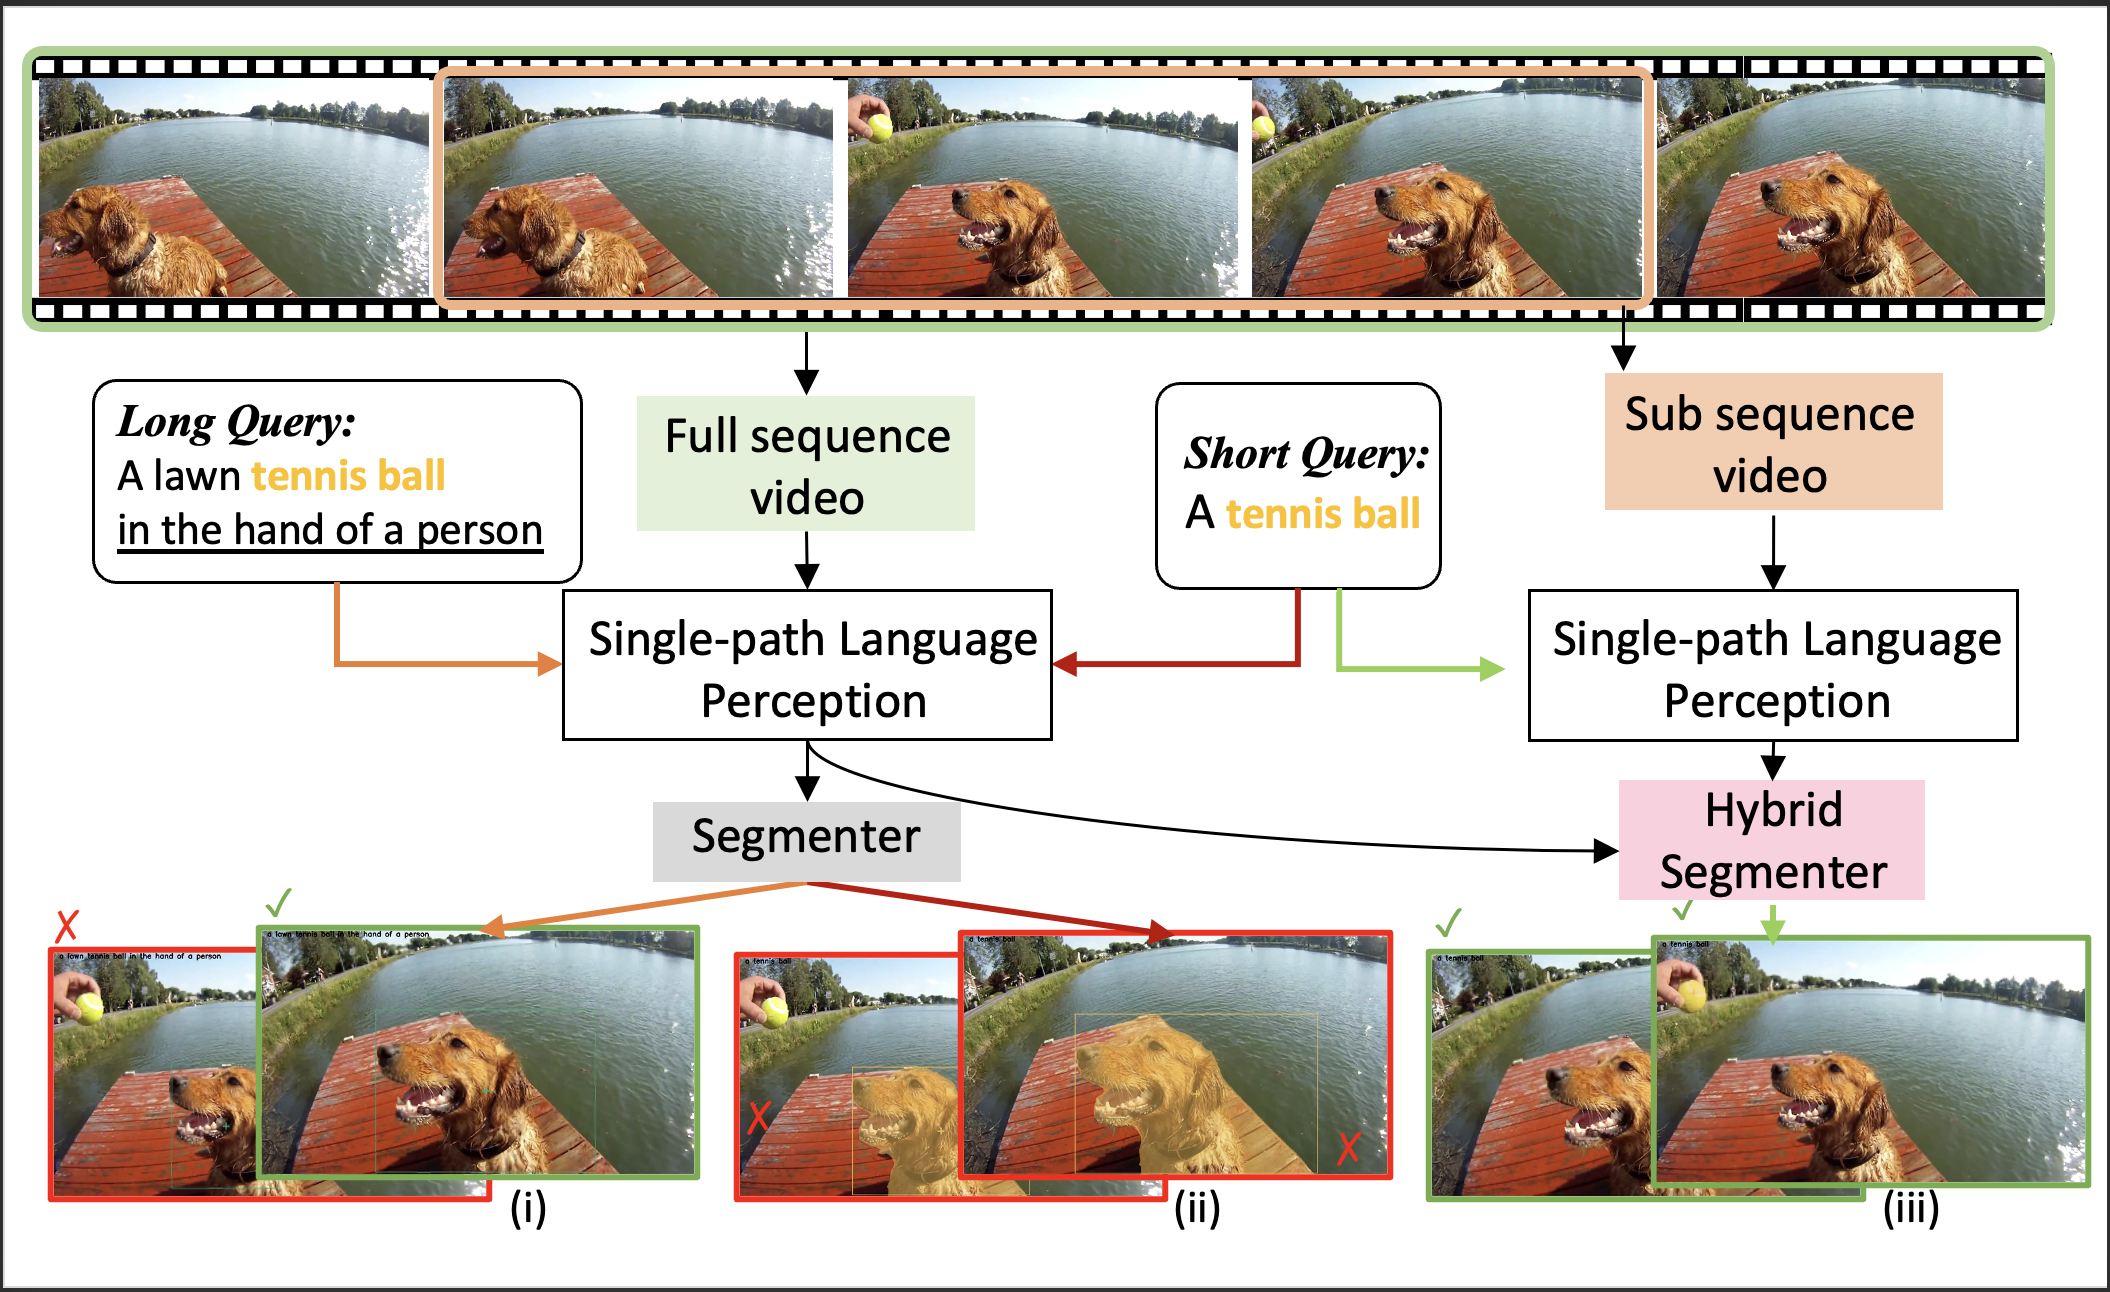 Long Query:
A lawn tennis ball
in the hand of a person
Full sequence
video
Short Query:
A tennis ball
Sub sequence
video
Single-path Language
Perception
Single-path Language
Perception
Segmenter
Hybrid
Segmenter
a lawn tennis ball in the hand of a person
a lawn tennis ball in the hand of a person
a tennis ball
a tennis ball
a tennis ball
a tennis ball
(i)
(ii)
(iii)